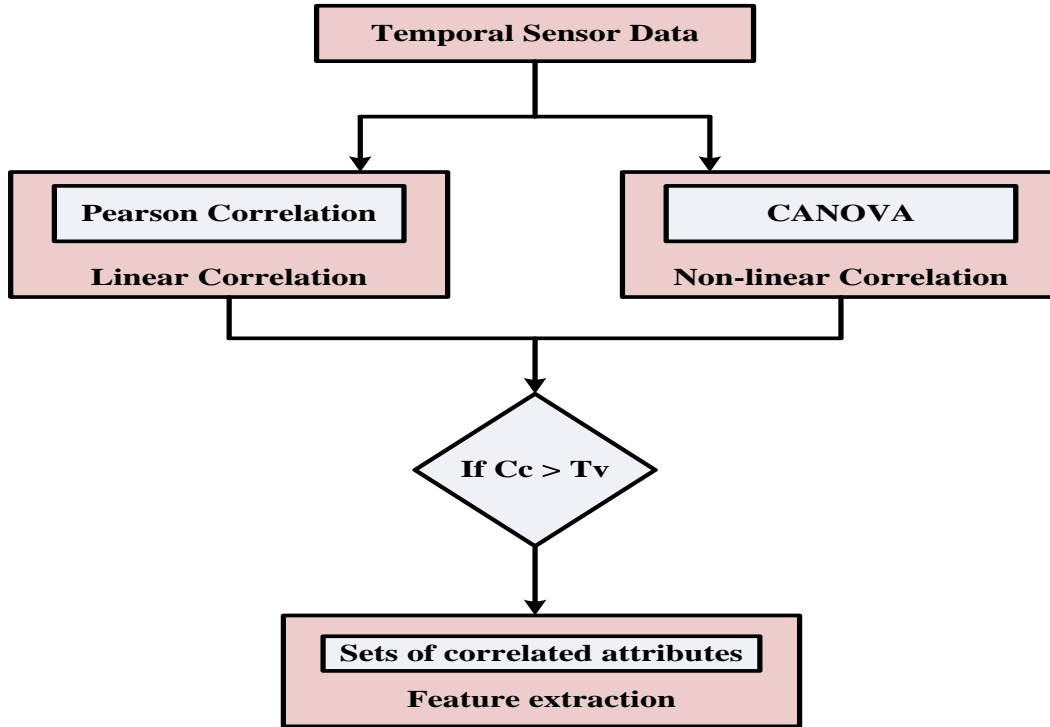 Temporal Sensor Data
Pearson Correlation
Linear Correlation
CANOVA
Non-linear Correlation
If Cc > Tv
Sets of correlated attributes
Feature extraction